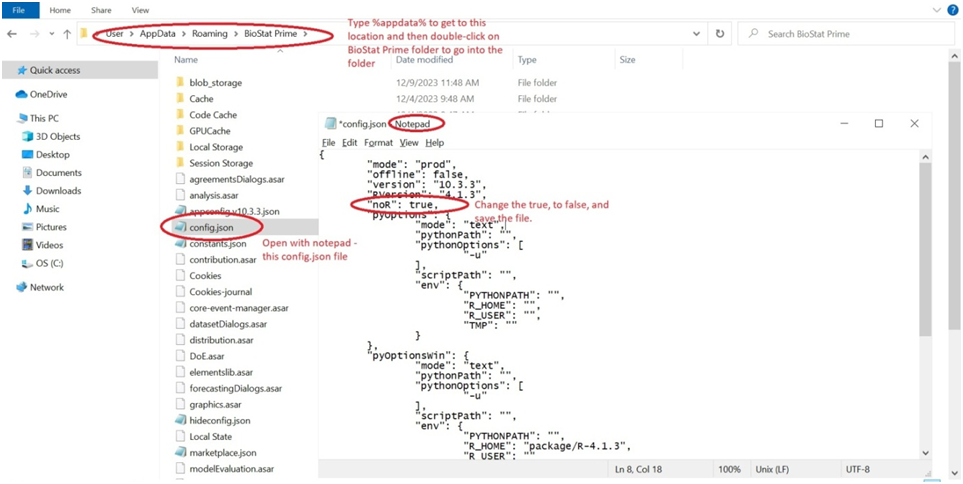 File Home Share View
User > AppData > Roaming > BioStat Prime >
Search BioStat Prime
Type %appdata% to get to this
location and then double-click on
BioStat Prime folder to go into the
folder
Name Date modified Type Size
Quick access
OneDrive
This PC
3D Objects
Desktop
Documents
Downloads
Music
Pictures
Videos
OS (C:)
Network
blob_storage 12/9/2023 11:48 AM File folder
Cache 12/4/2023 9:48 AM File folder
Code Cache
GPUCache
Local Storage
Session Storage
agreementsDialogs.asar
analysis.asar
appconfig.v10.3.3.json
config.json
constants.json
contribution.asar
Cookies
Cookies-journal
core-event-manager.asar
datasetDialogs.asar
distribution.asar
DoE.asar
elementslib.asar
forecastingDialogs.asar
graphics.asar
hideconfig.json
Local State
marketplace.json
modelEvaluation.asar
Open with notepad -
this config.json file
*config.json - Notepad
File Edit Format View Help
{
"mode": "prod",
"offline": false,
"version": "10.3.3",
"RVersion": "4.1.3",
"noR": true,
Change the true, to false, and
save the file.
"pyOptions": {
"mode": "text",
"pythonPath": "",
"pythonOptions": [
"-u"
],
"scriptPath": "",
"env": {
"PYTHONPATH": "",
"R_HOME": "",
"R_USER": "",
"TMP": ""
}
},
"pyOptionsWin": {
"mode": "text",
"pythonPath": "",
"pythonOptions": [
"-u"
],
"scriptPath": "",
"env": {
"PYTHONPATH": "",
"R_HOME": "package/R-4.1.3",
"R_USER": ""
Ln 8, Col 18 100% Unix (LF) UTF-8